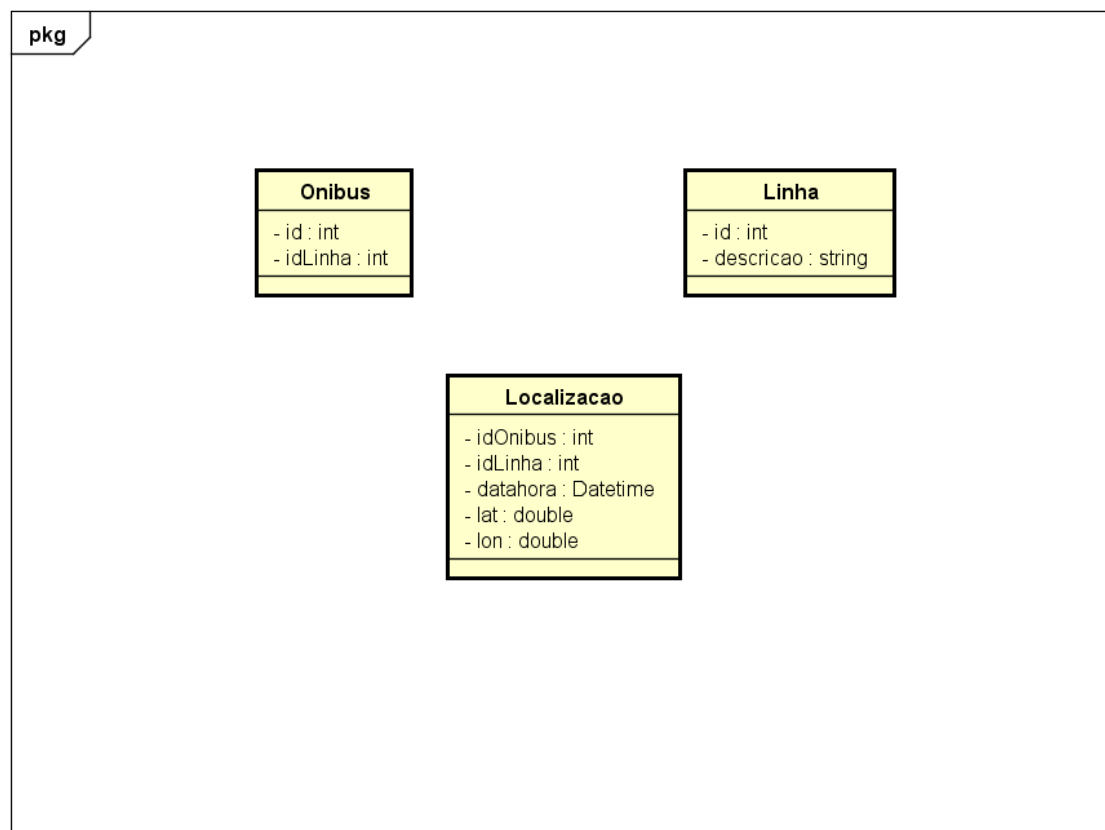 pkg
Onibus
- id : int
- idLinha : int
Linha
- id : int
- descricao : string
Localizacao
- idOnibus : int
- idLinha : int
- datahora : Datetime
- lat : double
- lon : double